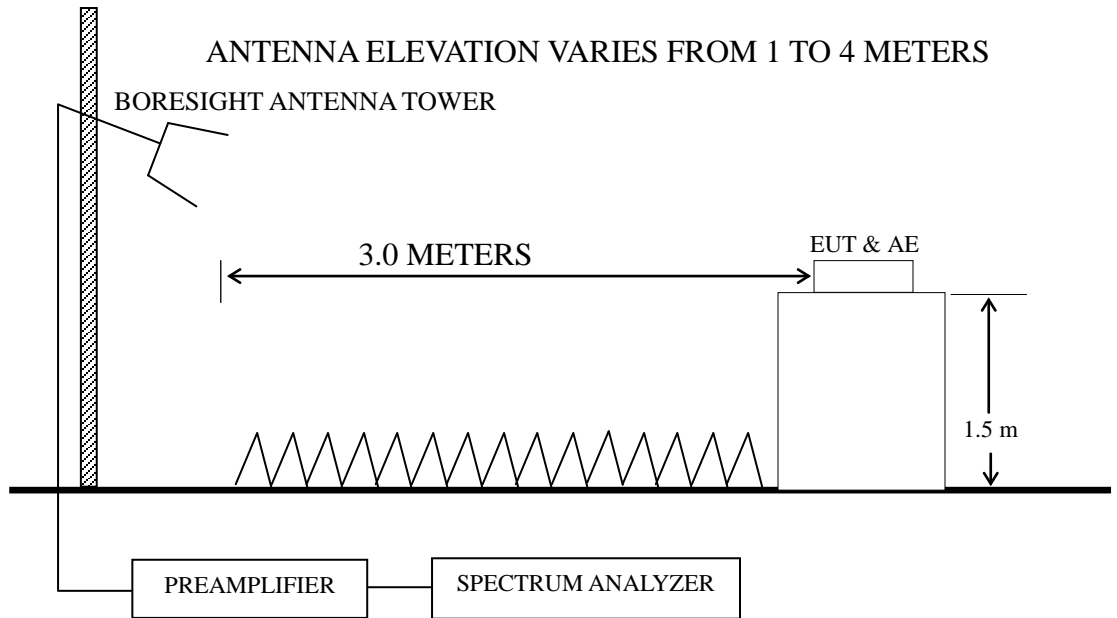 ANTENNA ELEVATION VARIES FROM 1 TO 4 METERS
BORESIGHT ANTENNA TOWER
EUT & AE
3.0 METERS
1.5 m
PREAMPLIFIER
SPECTRUM ANALYZER